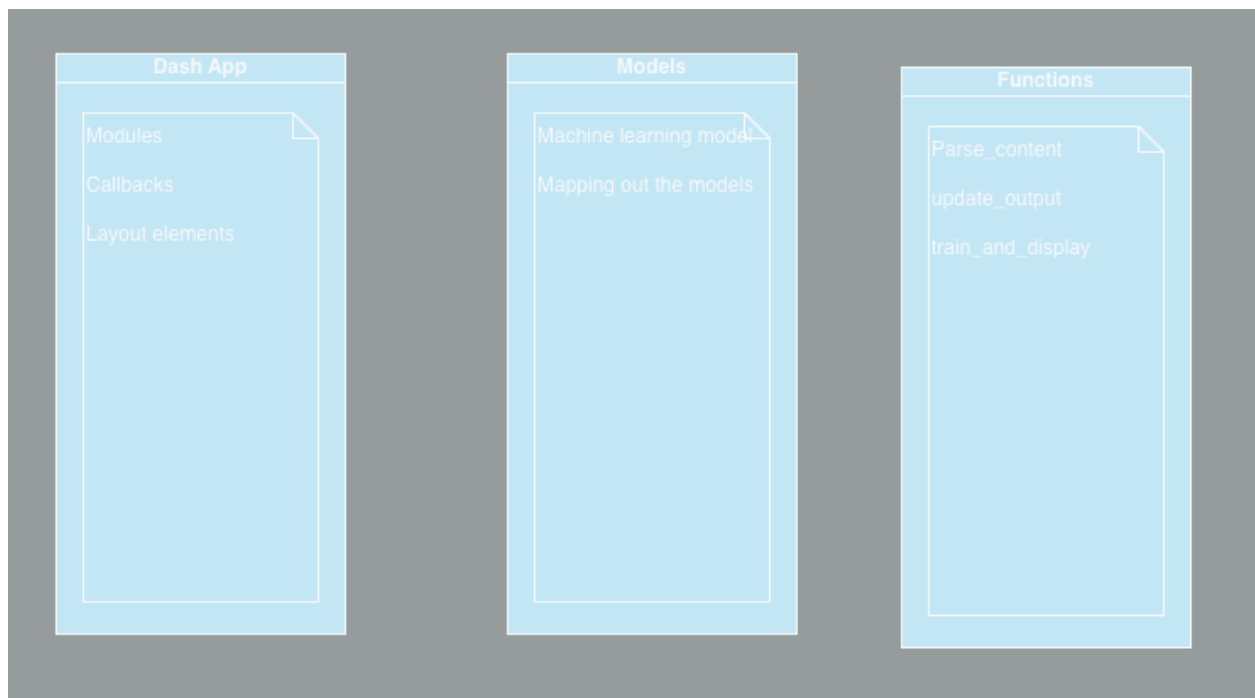 Dash App
Modules
Callbacks
Layout elements
Models
Machine learning model
Mapping out the models
Functions
Parse_content
update_output
train_and_display